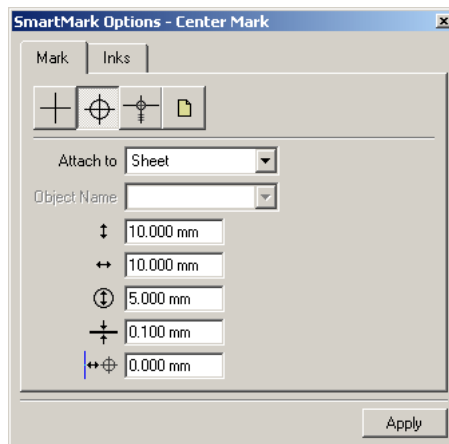 SmartMark Options - Center Mark
Mark Inks
Attach to Sheet
Object Name
10.000 mm
10.000 mm
5.000 mm
0.100 mm
0.000 mm
Apply